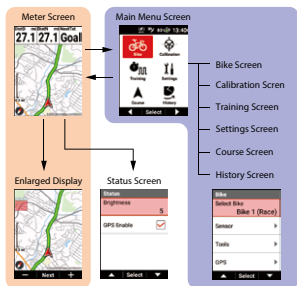 Meter Screen
Main Menu Screen
27.1 27.1 Goal
13:40
Bike
Calibration
Training
Settings
Course
History
Select
Bike Screen
Calibration Scren
Training Screen
Settings Screen
Course Screen
History Screen
Enlarged Display
Status Screen
Next
Status
Brightness
5
GPS Enable
Select
Bike
Select Bike
Bike 1 (Race)
Sensor
Tools
GPS
Select